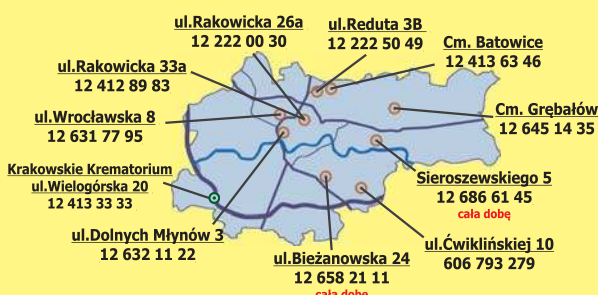 ul.Rakowicka 26a
12 222 00 30
ul.Reduta 3B
12 222 50 49
Cm. Batowice
12 413 63 46
ul.Rakowicka 33a
12 412 89 83
Cm. Grębałów
12 645 14 35
ul.Wrocławska 8
12 631 77 95
Krakowskie Krematorium
ul.Wielogórska 20
12 413 33 33
Sieroszewskiego 5
12 686 61 45
cała dobę
ul.Dolnych Młynów 3
12 632 11 22
ul.Bieżanowska 24
12 658 21 11
cała dobę
ul.Ćwiklińskiej 10
606 793 279